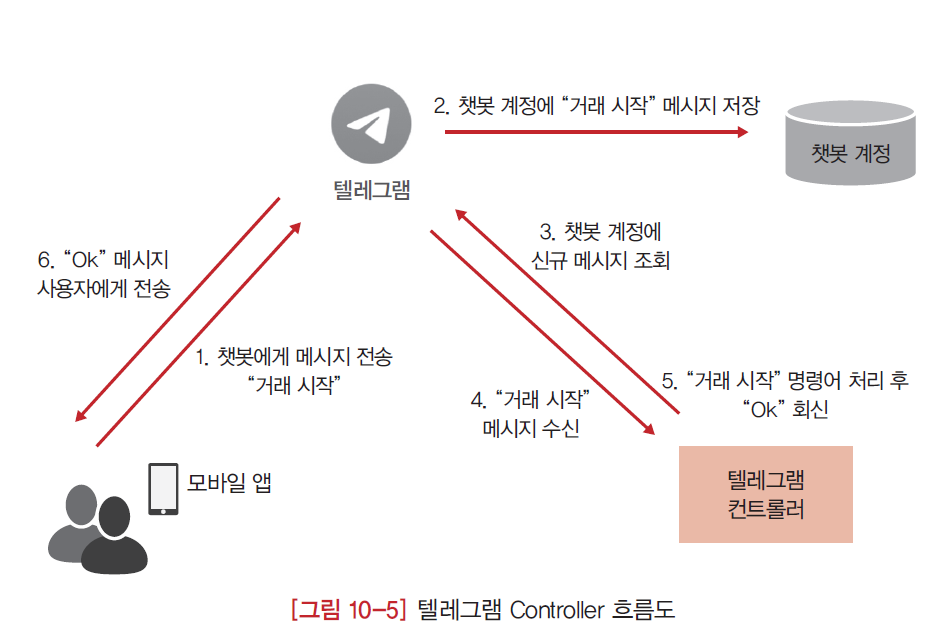 2. 챗봇 계정에 “거래 시작” 메시지 저장
챗봇 계정
텔레그램
3. 챗봇 계정에
신규 메시지 조회
6. “Ok” 메시지
사용자에게 전송
1. 챗봇에게 메시지 전송
“거래 시작”
4. “거래 시작”
메시지 수신
5. “거래 시작” 명령어 처리 후
“Ok” 회신
모바일 앱
텔레그램
컨트롤러
[그림 10-5] 텔레그램 Controller 흐름도